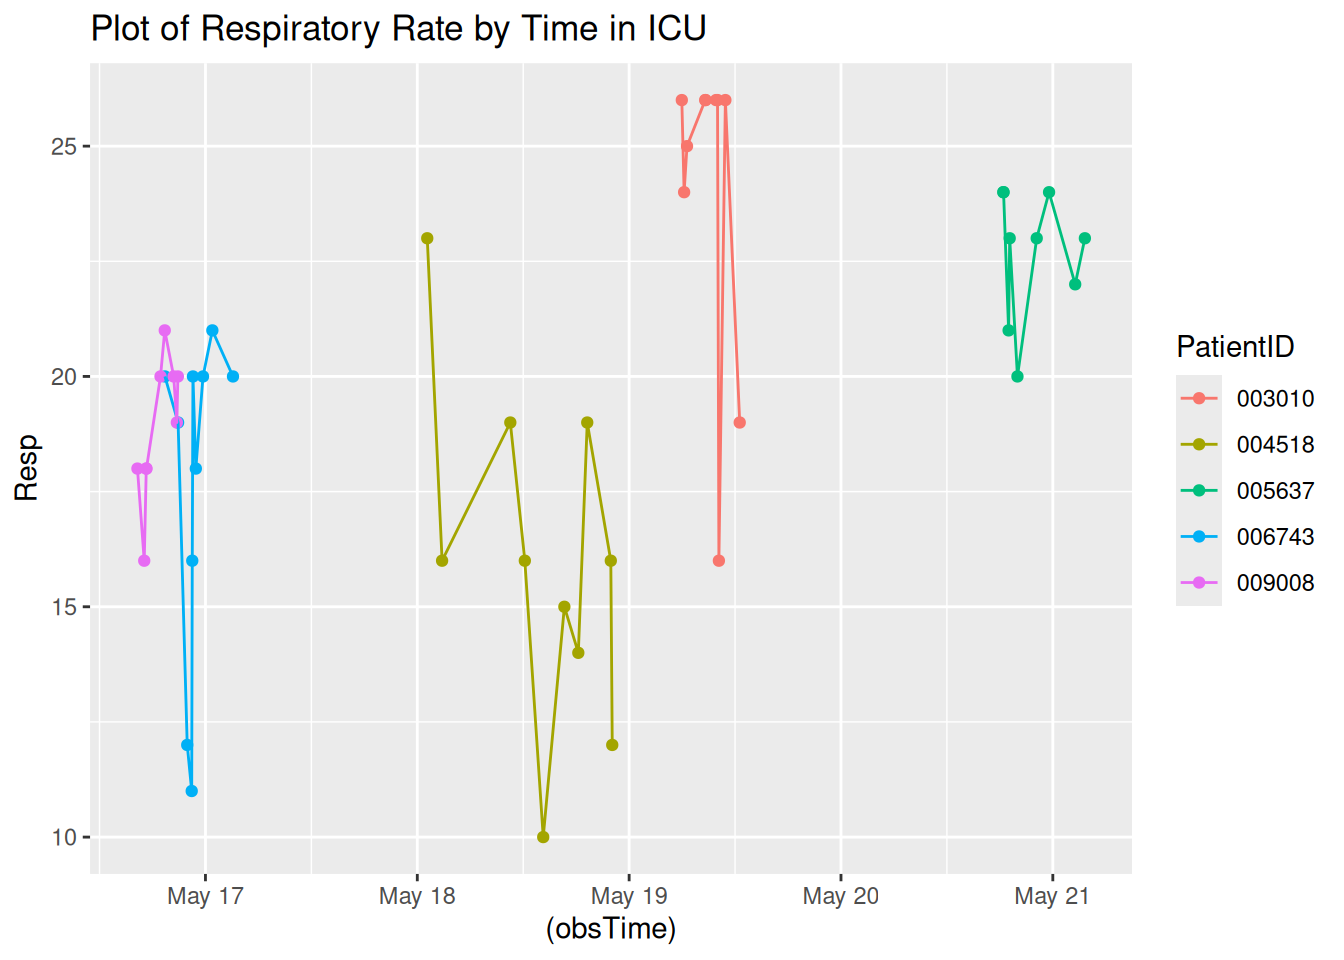 Plot of Respiratory Rate by Time in ICU
Resp
25
20
15
10
May 17
May 18
May 19
May 20
May 21
(obsTime)
PatientID
003010
004518
005637
006743
009008